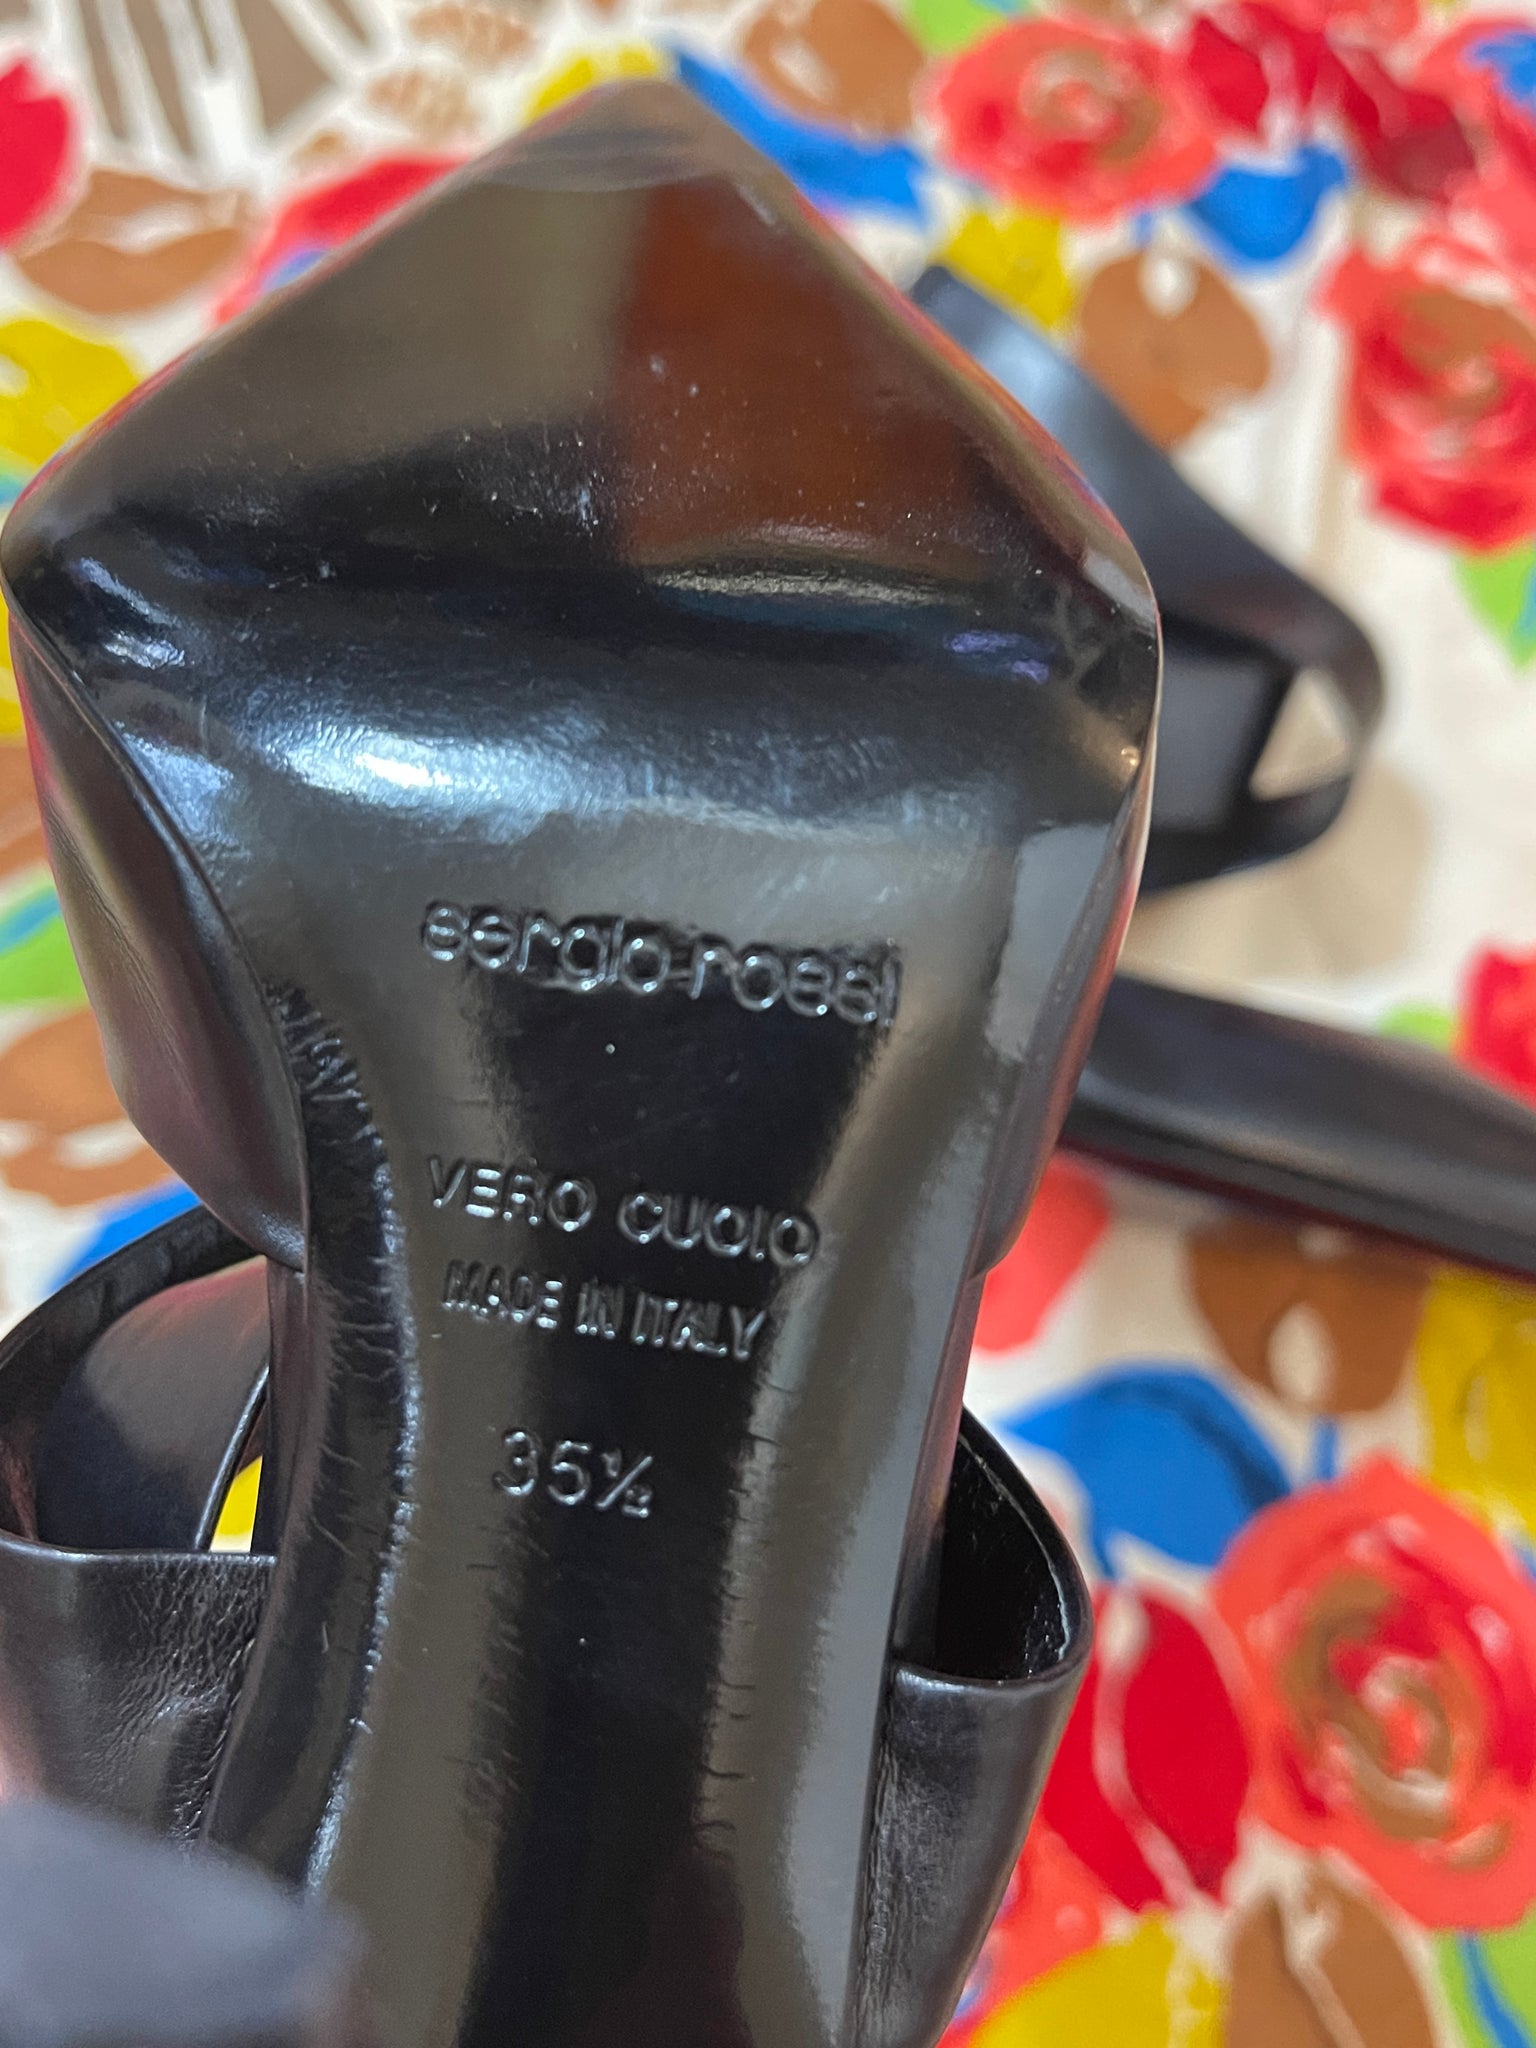 sergio rossi
VERO CUOIO
MADE IN ITALY
35½